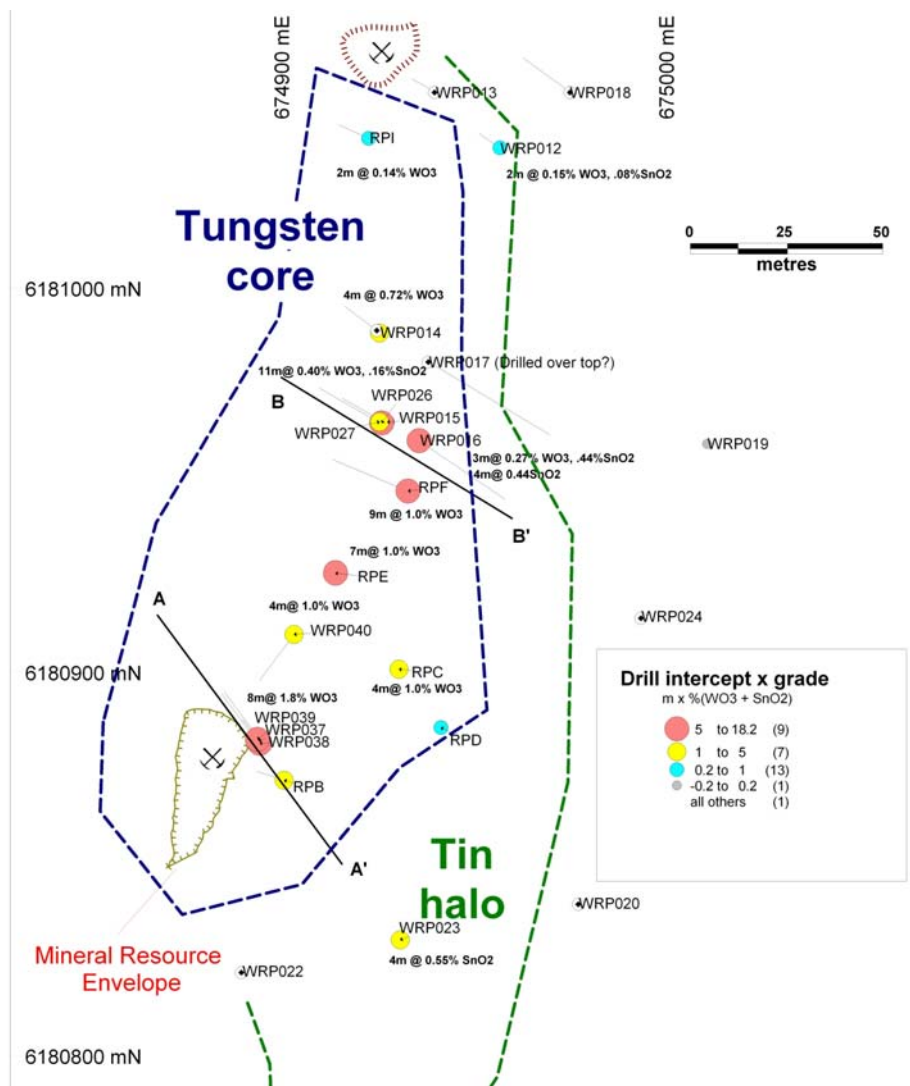 674900 mE
675000 mE
WRP013
WRP018
RPI
WRP012
2m @ 0.14% WO3
2m @ 0.15% WO3, .08%SnO2
Tungsten
core
0 25 50
metres
6181000 mN
4m @ 0.72% WO3
WRP014
WRP017 (Drilled over top?)
11m@ 0.40% WO3, .16%SnO2
B
WRP026
WRP015
WRP027
WRP016
WRP019
3m@ 0.27% WO3, .44%SnO2
4m@ 0.44SnO2
RPF
9m @ 1.0% WO3
B'
7m@ 1.0% WO3
RPE
A
4m@ 1.0% WO3
WRP040
WRP024
6180900 mN
RPC
4m@ 1.0% WO3
8m@ 1.8% WO3
WRP039
WRP037
WRP038
RPD
RPB
Drill intercept x grade
m x %(WO3 + SnO2)
5 to 18.2 (9)
1 to 5 (7)
0.2 to 1 (13)
-0.2 to 0.2 (1)
all others (1)
A'
Tin
halo
WRP020
WRP023
4m @ 0.55% SnO2
Mineral Resource
Envelope
WRP022
6180800 mN